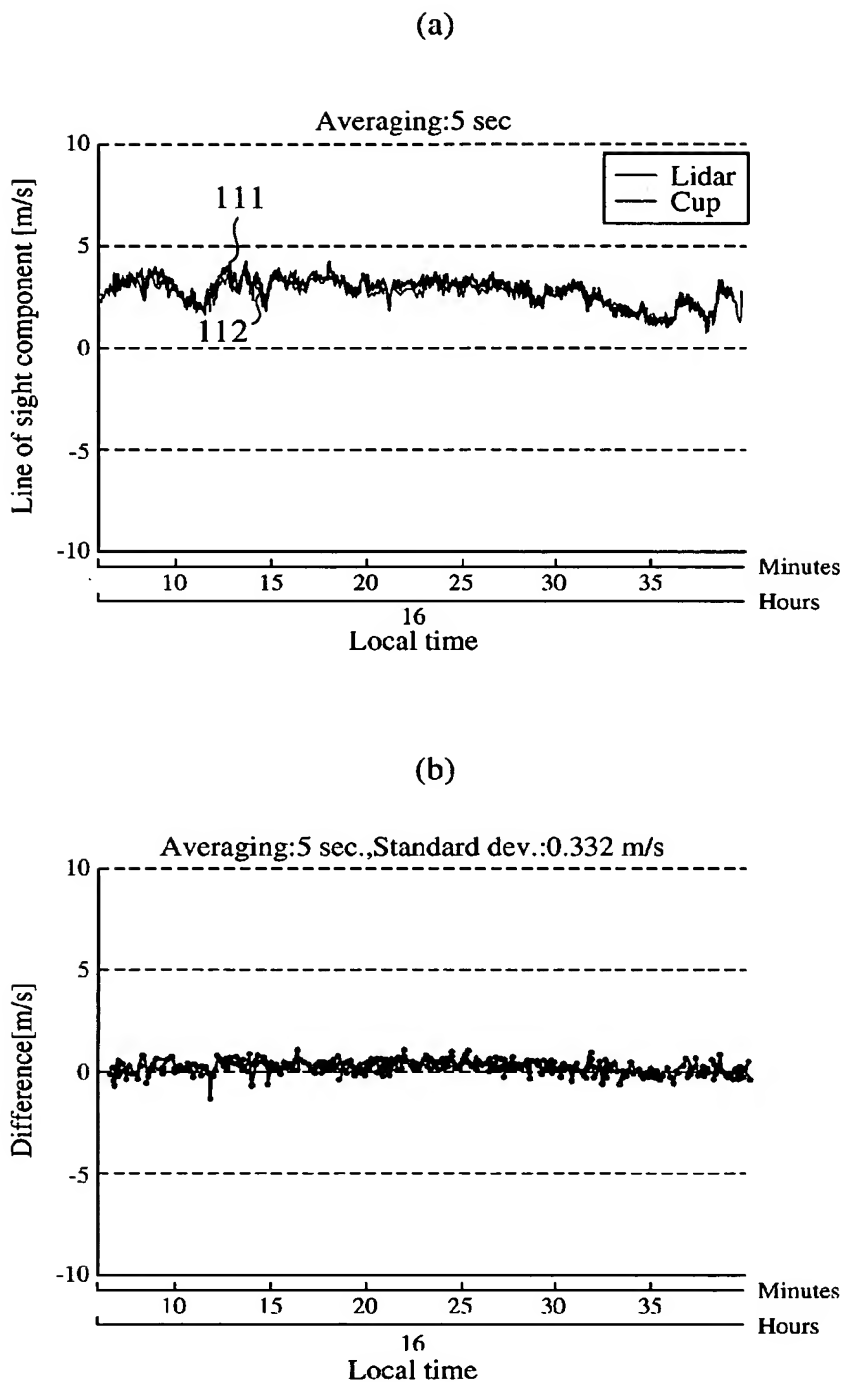 (a)
Averaging:5 sec
Line of sight component [m/s]
10
5
0
-5
-10
Lidar
Cup
111
112
10 15 20 25 30 35
Minutes
Hours
16
Local time
(b)
Averaging:5 sec.,Standard dev.:0.332 m/s
Difference[m/s]
10
5
0
-5
-10
10 15 20 25 30 35
Minutes
Hours
16
Local time